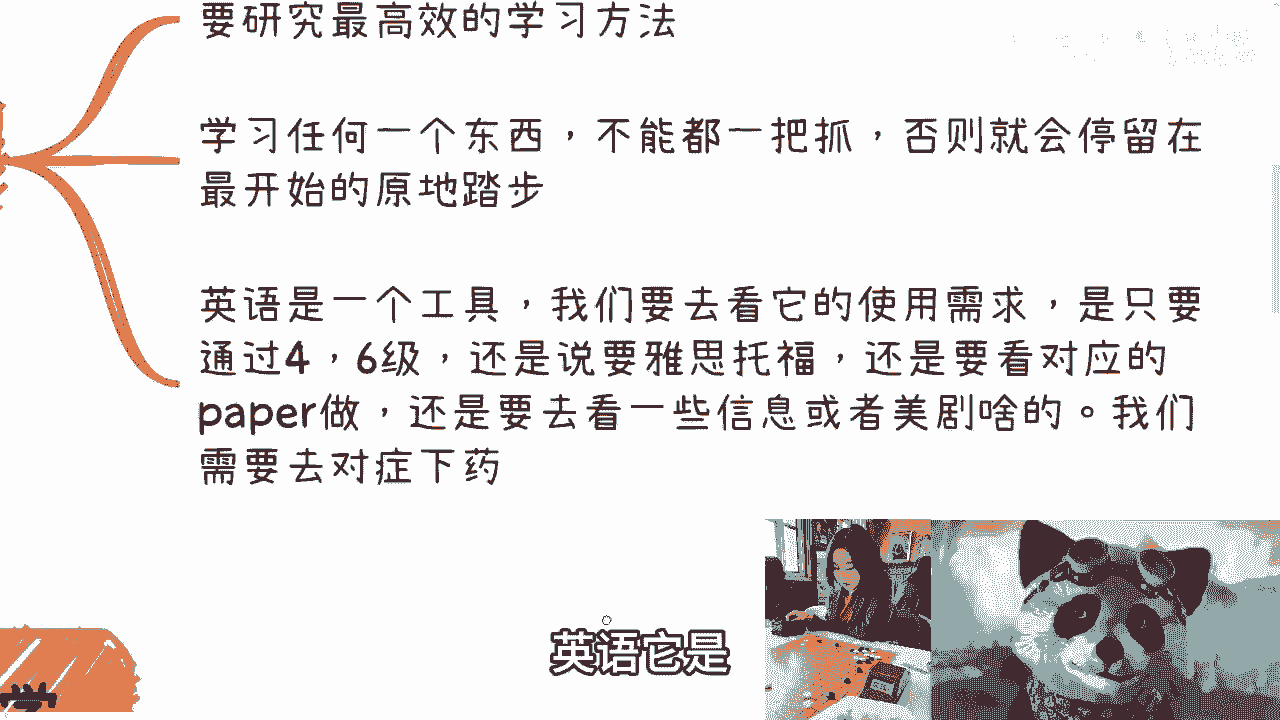 要研究最高效的学习方法
学习任何一个东西，不能都一把抓，否则就会停留在
最开始的原地踏步
英语是一个工具，我们要去看它的使用需求，是只要
通过4，6级，还是说要雅思托福，还是要看对应的
paper做，还是要去看一些信息或者美剧啥的。我们
需要去对症下药
英语它是